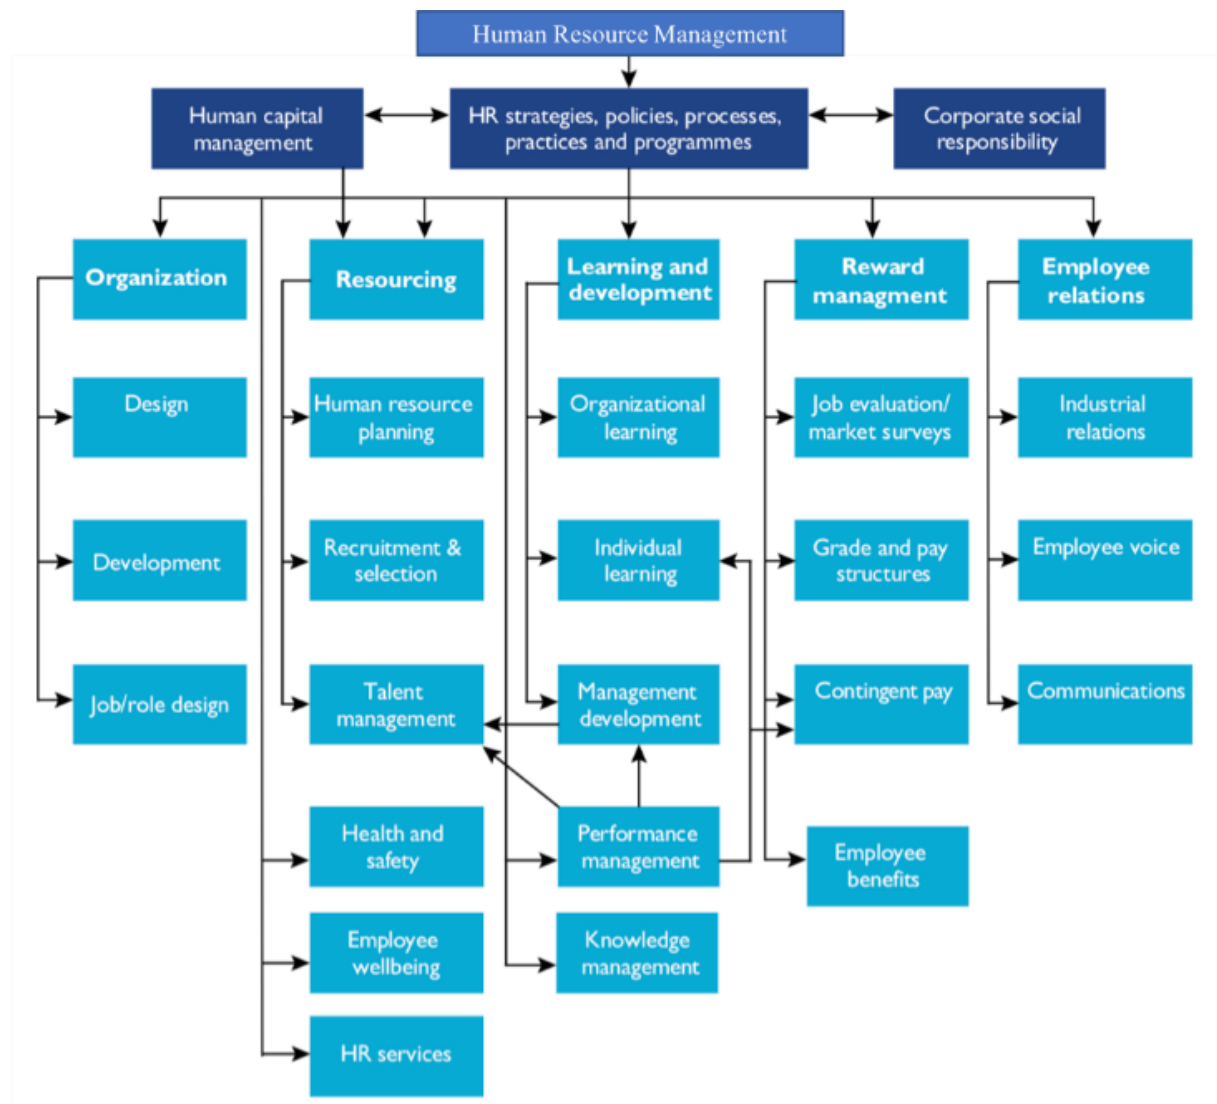 Human Resource Management
Human capital
management
HR strategies, policies, processes,
practices and programmes
Corporate social
responsibility
Organization
Resourcing
Learning and
development
Reward
managment
Employee
relations
Design
Human resource
planning
Organizational
learning
Job evaluation/
market surveys
Industrial
relations
Development
Recruitment &
selection
Individual
learning
Grade and pay
structures
Employee voice
Job/role design
Talent
management
Management
development
Contingent pay
Communications
Health and
safety
Performance
management
Employee
benefits
Employee
wellbeing
Knowledge
management
HR services